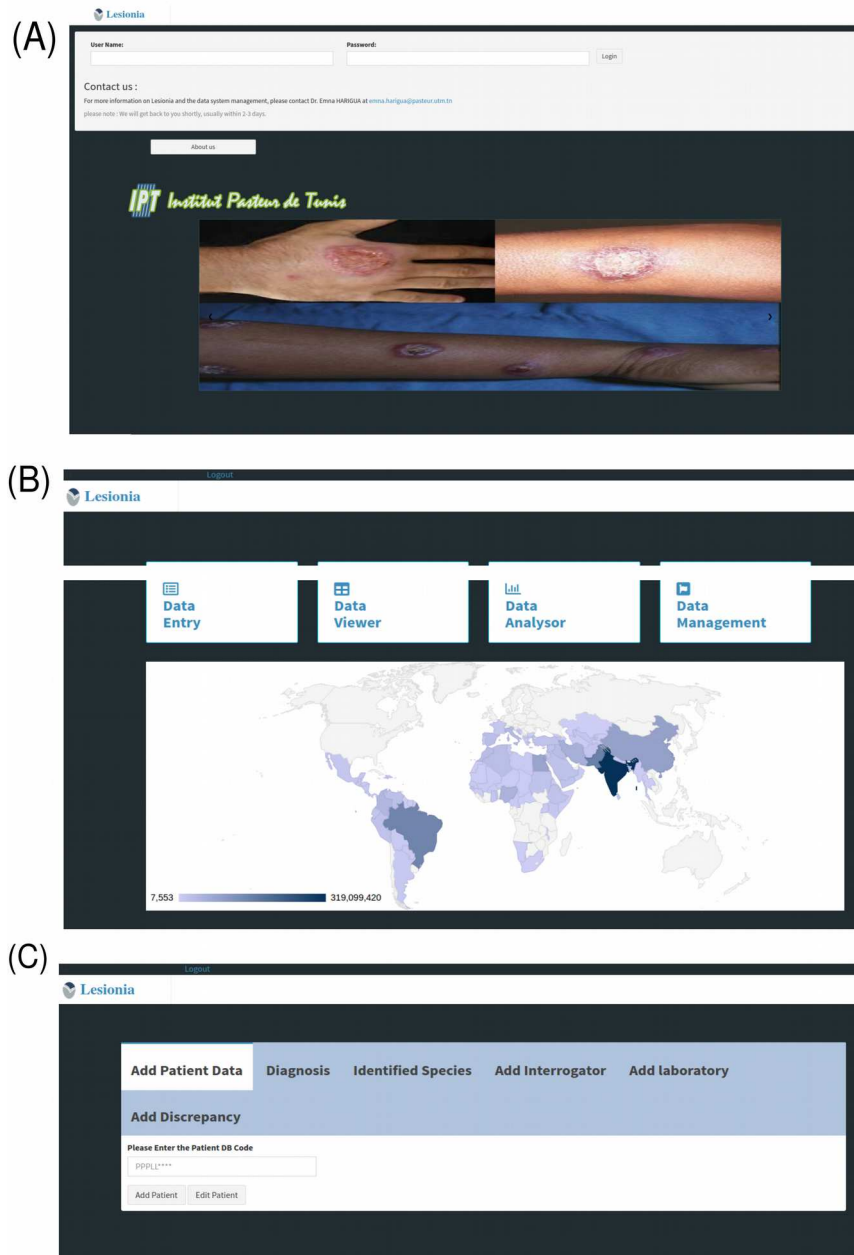 (A)
Lesionia
User Name:
Password:
Login
Contact us :
For more information on Lesionia and the data system management, please contact Dr. Emna HARIGUA at emna.harigua@pasteur.utm.tn
please note : We will get back to you shortly, usually within 2-3 days.
About us
IPT Institut Pasteur de Tunis
(B)
Logout
Lesionia
Data
Entry
Data
Viewer
Data
Analysor
Data
Management
7,553
319,099,420
(C)
Logout
Lesionia
Add Patient Data
Diagnosis
Identified Species
Add Interrogator
Add laboratory
Add Discrepancy
Please Enter the Patient DB Code
PPPLL****
Add Patient
Edit Patient